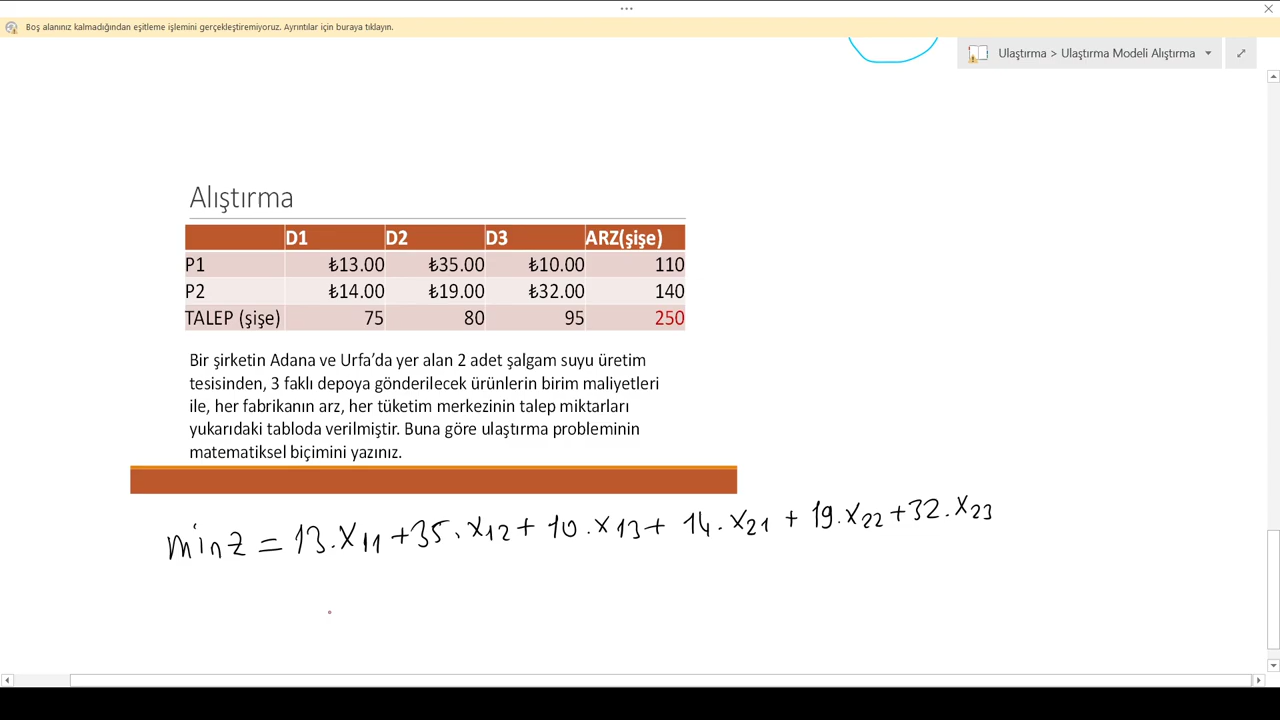 Boş alanınız kalmadığından eşitleme işlemini gerçekleştiremiyoruz. Ayrıntılar için buraya tıklayın.
Ulaştırma > Ulaştırma Modeli Alıştırma
Alıştırma
D1 D2 D3 ARZ(şişe)
P1 ₺13.00 ₺35.00 ₺10.00 110
P2 ₺14.00 ₺19.00 ₺32.00 140
TALEP (şişe) 75 80 95 250
Bir şirketin Adana ve Urfa’da yer alan 2 adet şalgam suyu üretim
tesisinden, 3 faklı depoya gönderilecek ürünlerin birim maliyetleri
ile, her fabrikanın arz, her tüketim merkezinin talep miktarları
yukarıdaki tabloda verilmiştir. Buna göre ulaştırma probleminin
matematiksel biçimini yazınız.
min z = 13.x11 + 35.x12 + 10.x13 + 14.x21 + 19.x22 + 32.x23